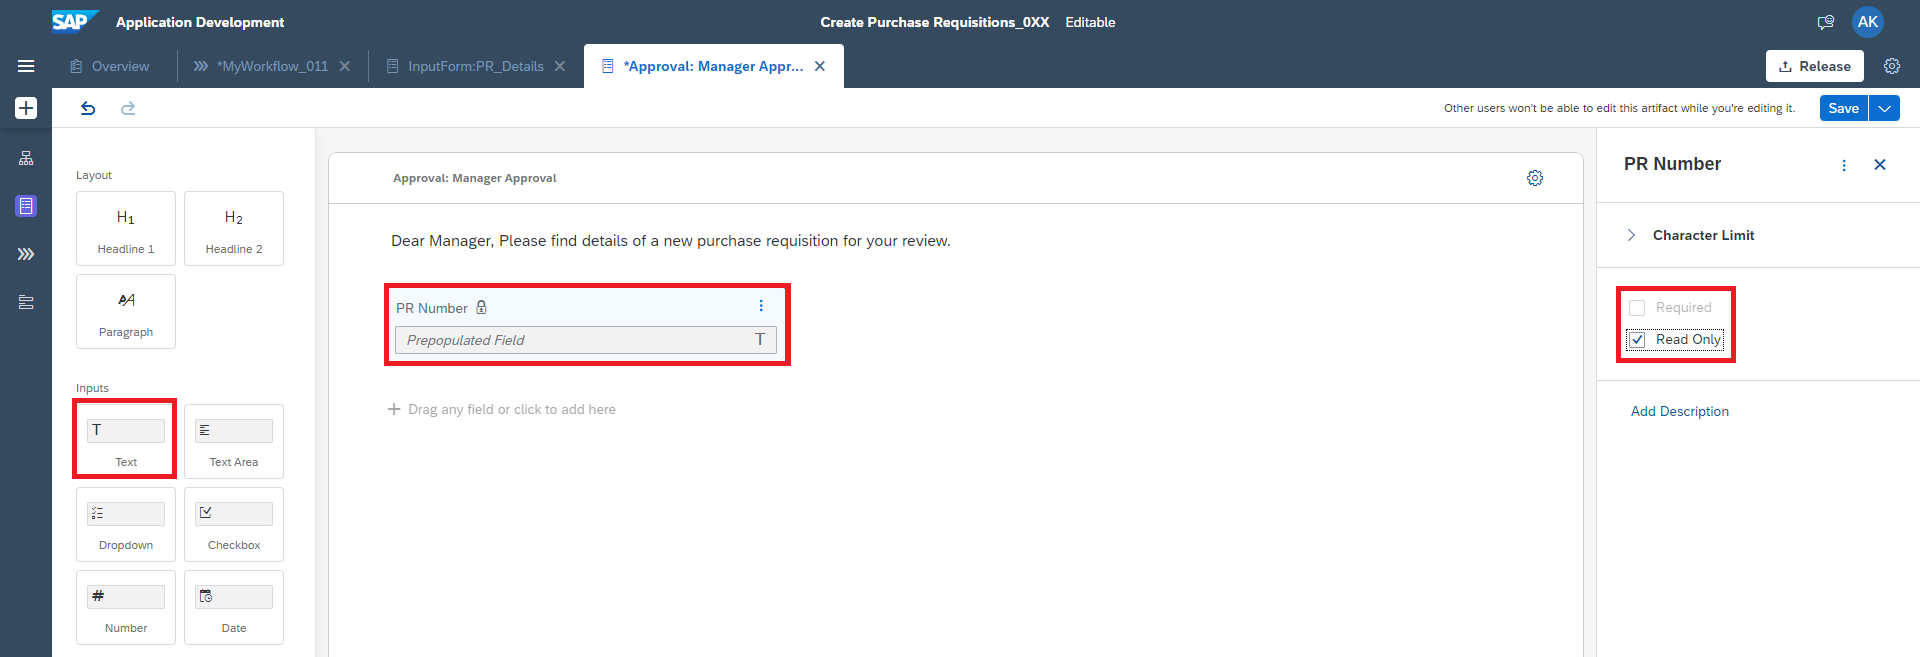 SAP Application Development Create Purchase Requisitions_0XX Editable AK
Overview *MyWorkflow_011 InputForm:PR_Details *Approval: Manager Appr... Release
Other users won't be able to edit this artifact while you're editing it. Save
Layout
H1 H2
Headline 1 Headline 2
AA
Paragraph
Inputs
T
Text Text Area
Dropdown Checkbox
#
Number Date
Approval: Manager Approval
Dear Manager, Please find details of a new purchase requisition for your review.
PR Number
Prepopulated Field T
Drag any field or click to add here
PR Number
Character Limit
Required
Read Only
Add Description